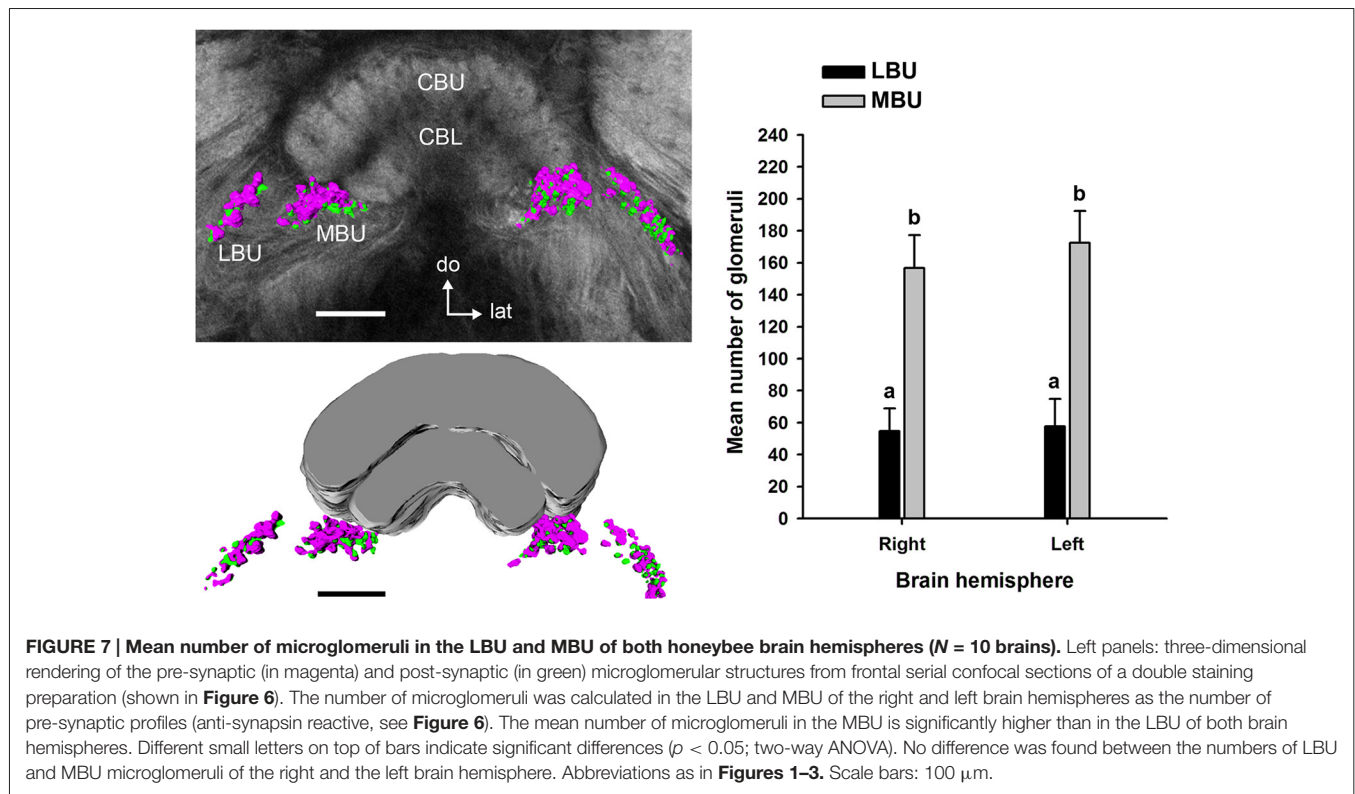 CBU
CBL
LBU
MBU
do
lat
LBU
MBU
Mean number of glomeruli
240
220
200
180
160
140
120
100
80
60
40
20
0
a
b
a
b
Right
Left
Brain hemisphere
FIGURE 7 | Mean number of microglomeruli in the LBU and MBU of both honeybee brain hemispheres (N = 10 brains). Left panels: three-dimensional
rendering of the pre-synaptic (in magenta) and post-synaptic (in green) microglomerular structures from frontal serial confocal sections of a double staining
preparation (shown in Figure 6). The number of microglomeruli was calculated in the LBU and MBU of the right and left brain hemispheres as the number of
pre-synaptic profiles (anti-synapsin reactive, see Figure 6). The mean number of microglomeruli in the MBU is significantly higher than in the LBU of both brain
hemispheres. Different small letters on top of bars indicate significant differences (p < 0.05; two-way ANOVA). No difference was found between the numbers of LBU
and MBU microglomeruli of the right and the left brain hemisphere. Abbreviations as in Figures 1–3. Scale bars: 100 μm.